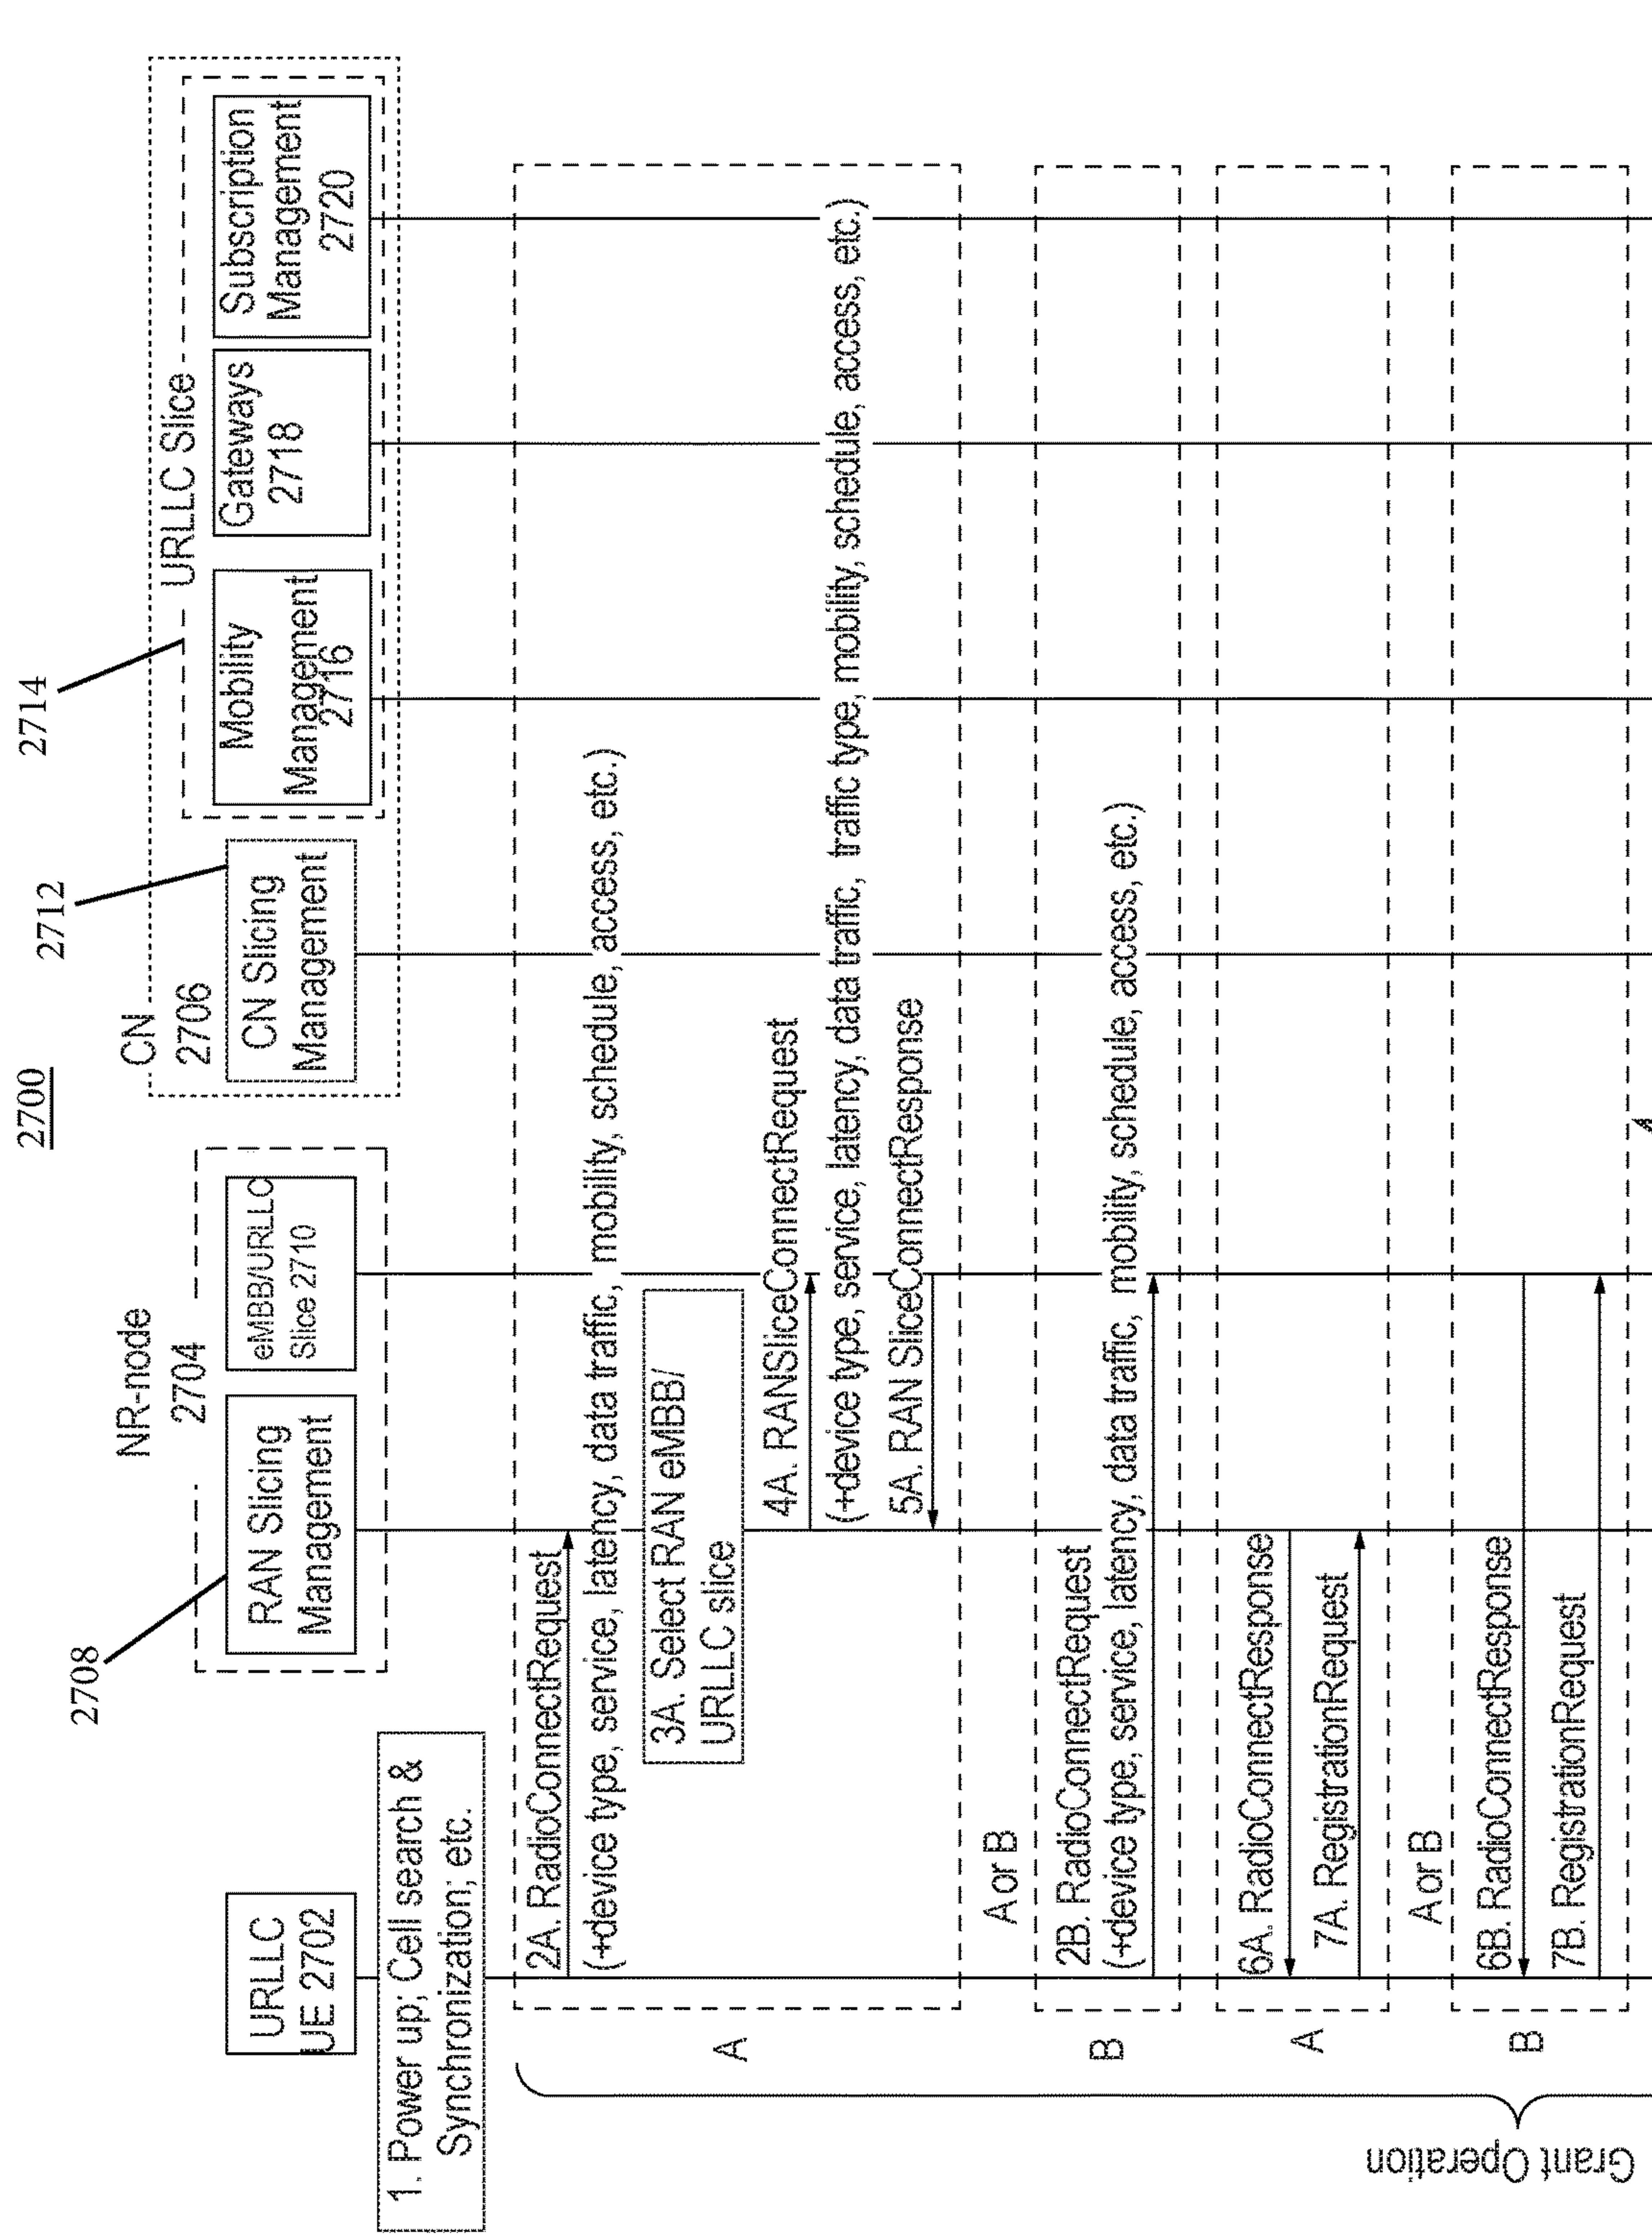 2700
2714
2712
2708
CN
2706
URLLC Slice
NR-node
2704
URLLC
UE 2702
RAN Slicing
Management
eMBB/URLLC
Slice 2710
CN Slicing
Management
Mobility
Management
2716
Gateways
2718
Subscription
Management
2720
1. Power up; Cell search &
Synchronization; etc.
A
2A. RadioConnectRequest
(+device type, service, latency, data traffic, mobility, schedule, access, etc.)
3A. Select RAN eMBB/
URLLC slice
4A. RANSliceConnectRequest
(+device type, service, latency, data traffic, traffic type, mobility, schedule, access, etc.)
5A. RAN SliceConnectResponse
A or B
B
2B. RadioConnectRequest
(+device type, service, latency, data traffic, mobility, schedule, access, etc.)
A
6A. RadioConnectResponse
7A. RegistrationRequest
A or B
B
6B. RadioConnectResponse
7B. RegistrationRequest
Grant Operation